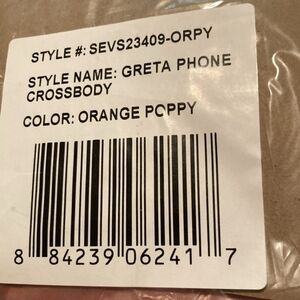 STYLE #: SEVS23409-ORPY
STYLE NAME: GRETA PHONE
CROSSBODY
COLOR: ORANGE POPPY
8 84239 06241 7